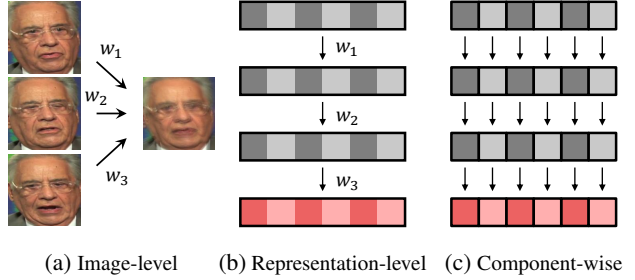 w₁
w₂
w₃
w₁
w₂
w₃
(a) Image-level (b) Representation-level (c) Component-wise